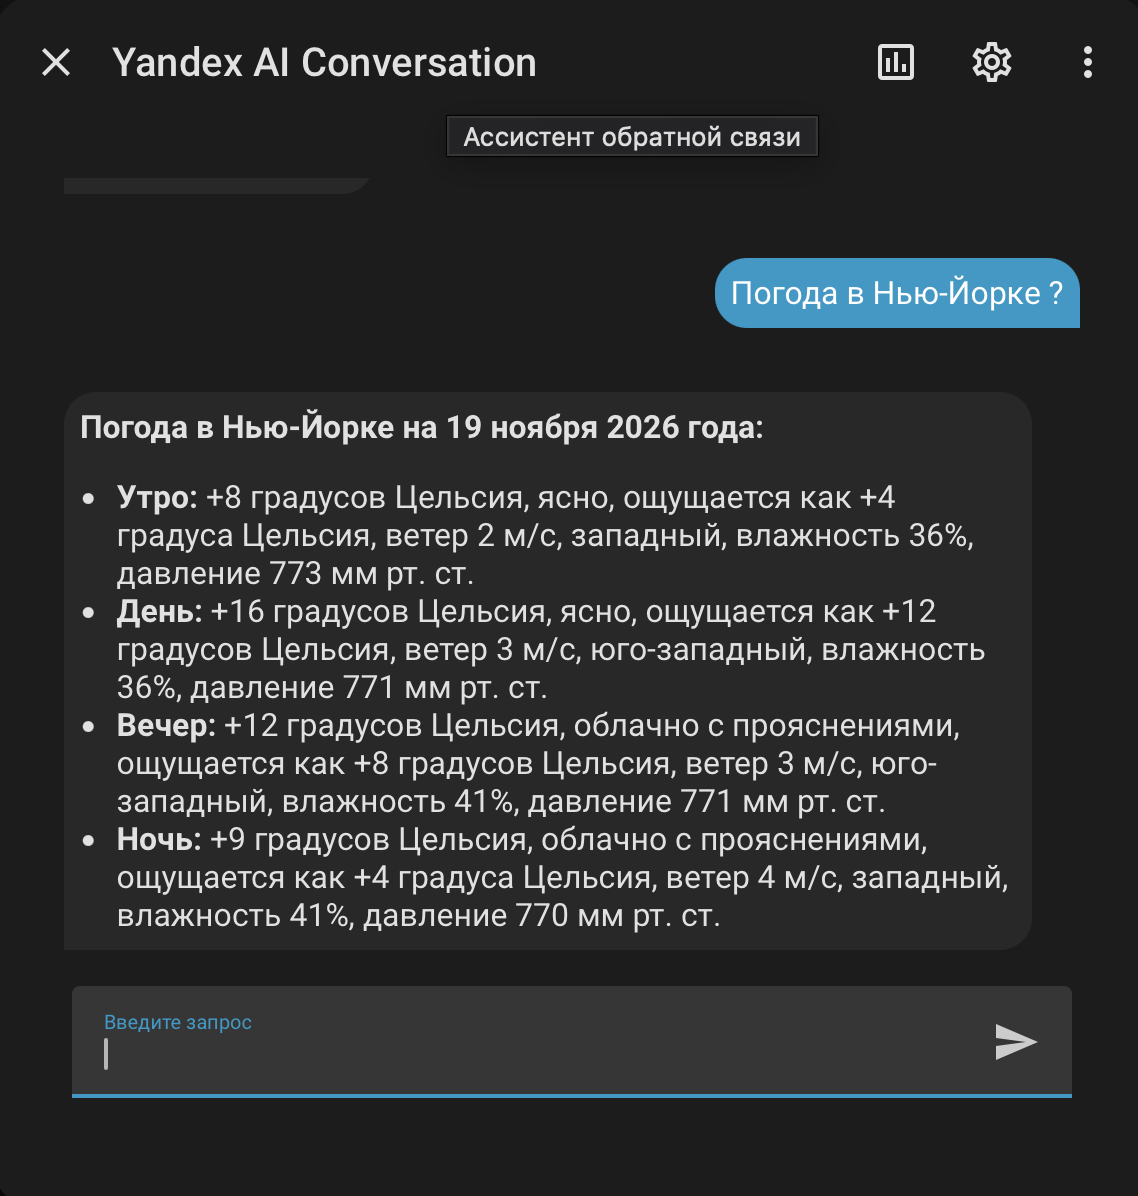 Yandex AI Conversation
Ассистент обратной связи
Погода в Нью-Йорке ?
Погода в Нью-Йорке на 19 ноября 2026 года:
• Утро: +8 градусов Цельсия, ясно, ощущается как +4
градуса Цельсия, ветер 2 м/с, западный, влажность 36%,
давление 773 мм рт. ст.
• День: +16 градусов Цельсия, ясно, ощущается как +12
градусов Цельсия, ветер 3 м/с, юго-западный, влажность
36%, давление 771 мм рт. ст.
• Вечер: +12 градусов Цельсия, облачно с прояснениями,
ощущается как +8 градусов Цельсия, ветер 3 м/с, юго-
западный, влажность 41%, давление 771 мм рт. ст.
• Ночь: +9 градусов Цельсия, облачно с прояснениями,
ощущается как +4 градуса Цельсия, ветер 4 м/с, западный,
влажность 41%, давление 770 мм рт. ст.
Введите запрос